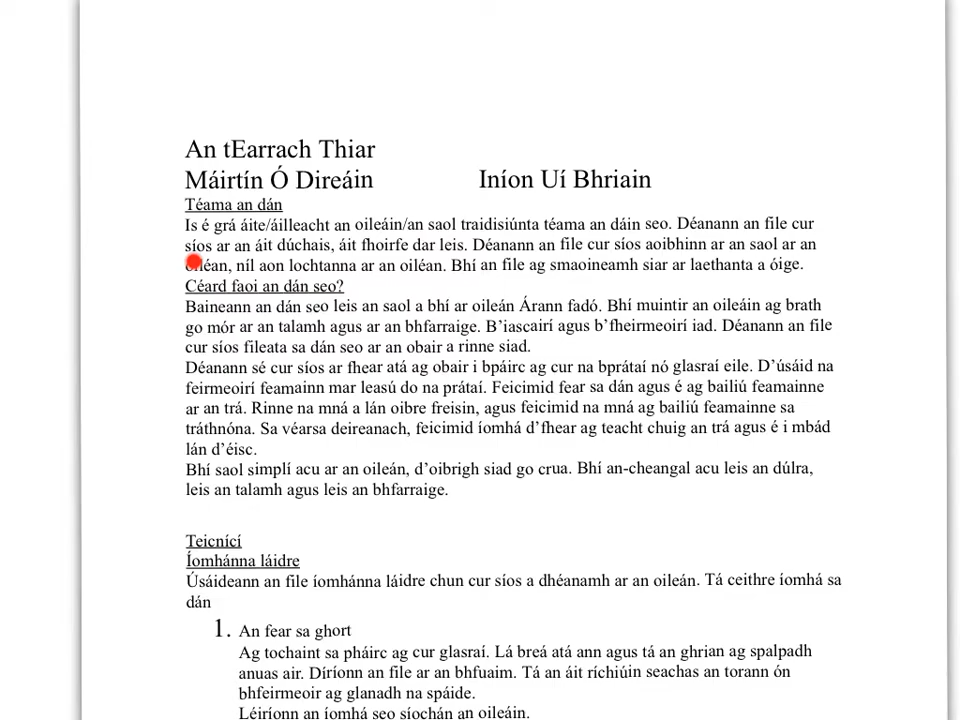 An tEarrach Thiar
Máirtín Ó Direáin Iníon Uí Bhriain
Téama an dán
Is é grá áite/áilleacht an oileáin/an saol traidisiúnta téama an dáin seo. Déanann an file cur
síos ar an áit dúchais, áit fhoirfe dar leis. Déanann an file cur síos aoibhinn ar an saol ar an
níl aon lochtanna ar an oiléan. Bhí an file ag smaoineamh siar ar laethanta a óige.
Céard faoi an dán seo?
Baineann an dán seo leis an saol a bhí ar oileán Árann fadó. Bhí muintir an oileáin ag brath
go mór ar an talamh agus ar an bhfarraige. B'iascairí agus b'fheirmeoirí iad. Déanann an file
cur síos fileata sa dán seo ar an obair a rinne siad.
Déanann sé cur síos ar fhear atá ag obair i bpáirc ag cur na bprátaí nó glasraí eile. D'úsáid na
feirmeoirí feamainn mar leasú do na prátaí. Feicimid fear sa dán agus é ag bailiú feamainne
ar an trá. Rinne na mná a lán oibre freisin, agus feicimid na mná ag bailiú feamainne sa
tráthnóna. Sa véarsa deireanach, feicimid íomhá d'fhear ag teacht chuig an trá agus é i mbád
lán d'éisc.
Bhí saol simplí acu ar an oileán, d'oibrigh siad go crua. Bhí an-cheangal acu leis an dúlra,
leis an talamh agus leis an bhfarraige.
Teicnící
Íomhánna láidre
Úsáideann an file íomhánna láidre chun cur síos a dhéanamh ar an oileán. Tá ceithre íomhá sa
dán
1. An fear sa ghort
Ag tochaint sa pháirc ag cur glasraí. Lá breá atá ann agus tá an ghrian ag spalpadh
anuas air. Díríonn an file ar an bhfuaim. Tá an áit ríchiúin seachas an torann ón
bhfeirmeoir ag glanadh na spáide.
Léiríonn an íomhá seo síochán an oileáin.